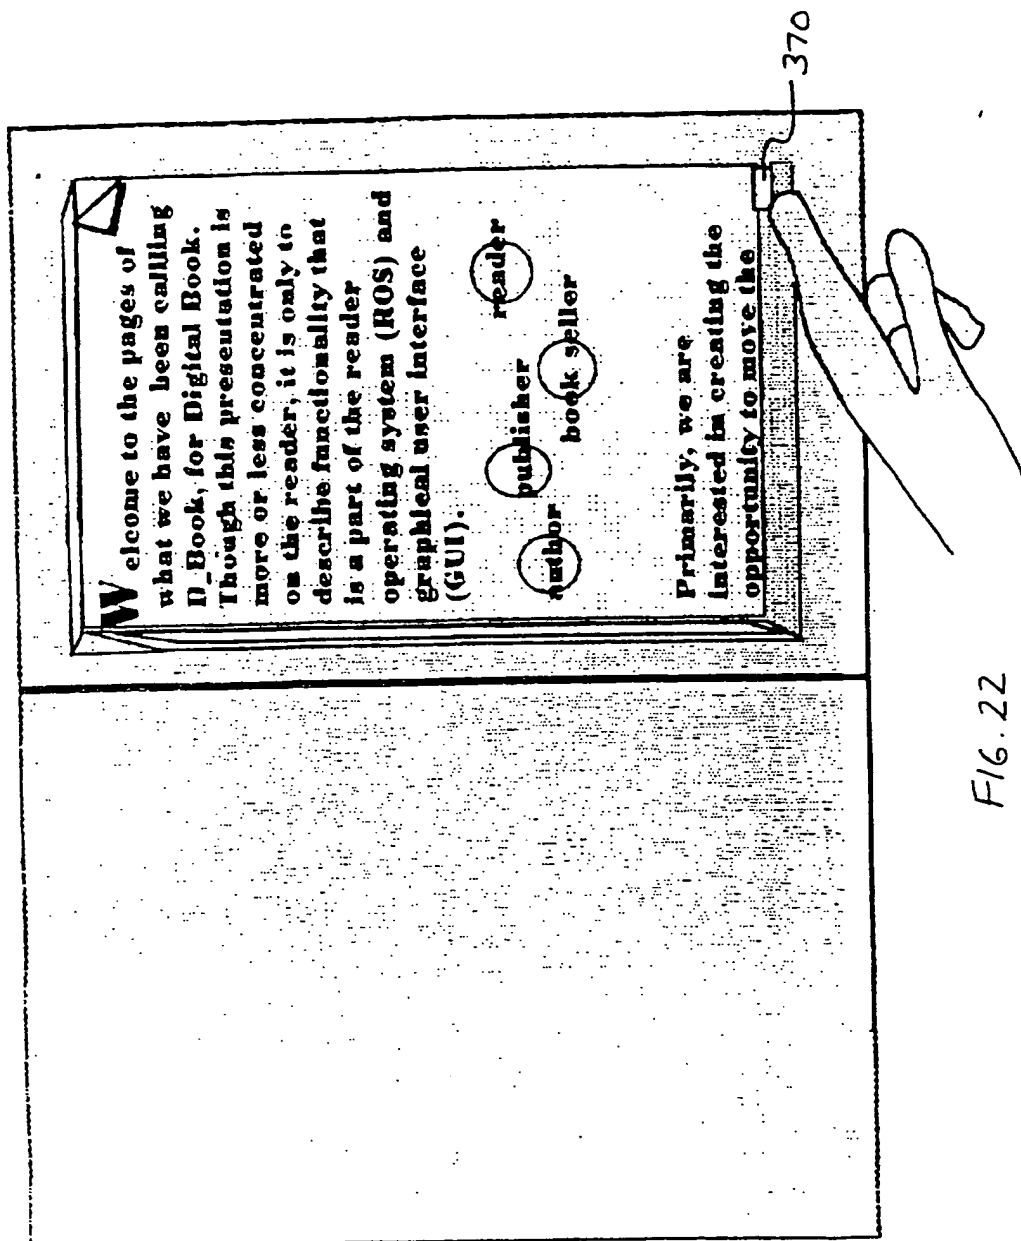 Welcome to the pages of
what we have been callling
D_Book, for Digital Book.
Though this presentation is
more or less concentrated
on the reader, it is only to
describe functionality that
is a part of the reader
operating system (ROS) and
graphical user interface
(GUI).
reader
publisher
author
book seller
Primarily, we are
interested in creating the
opportunity to move the
370
FIG. 22